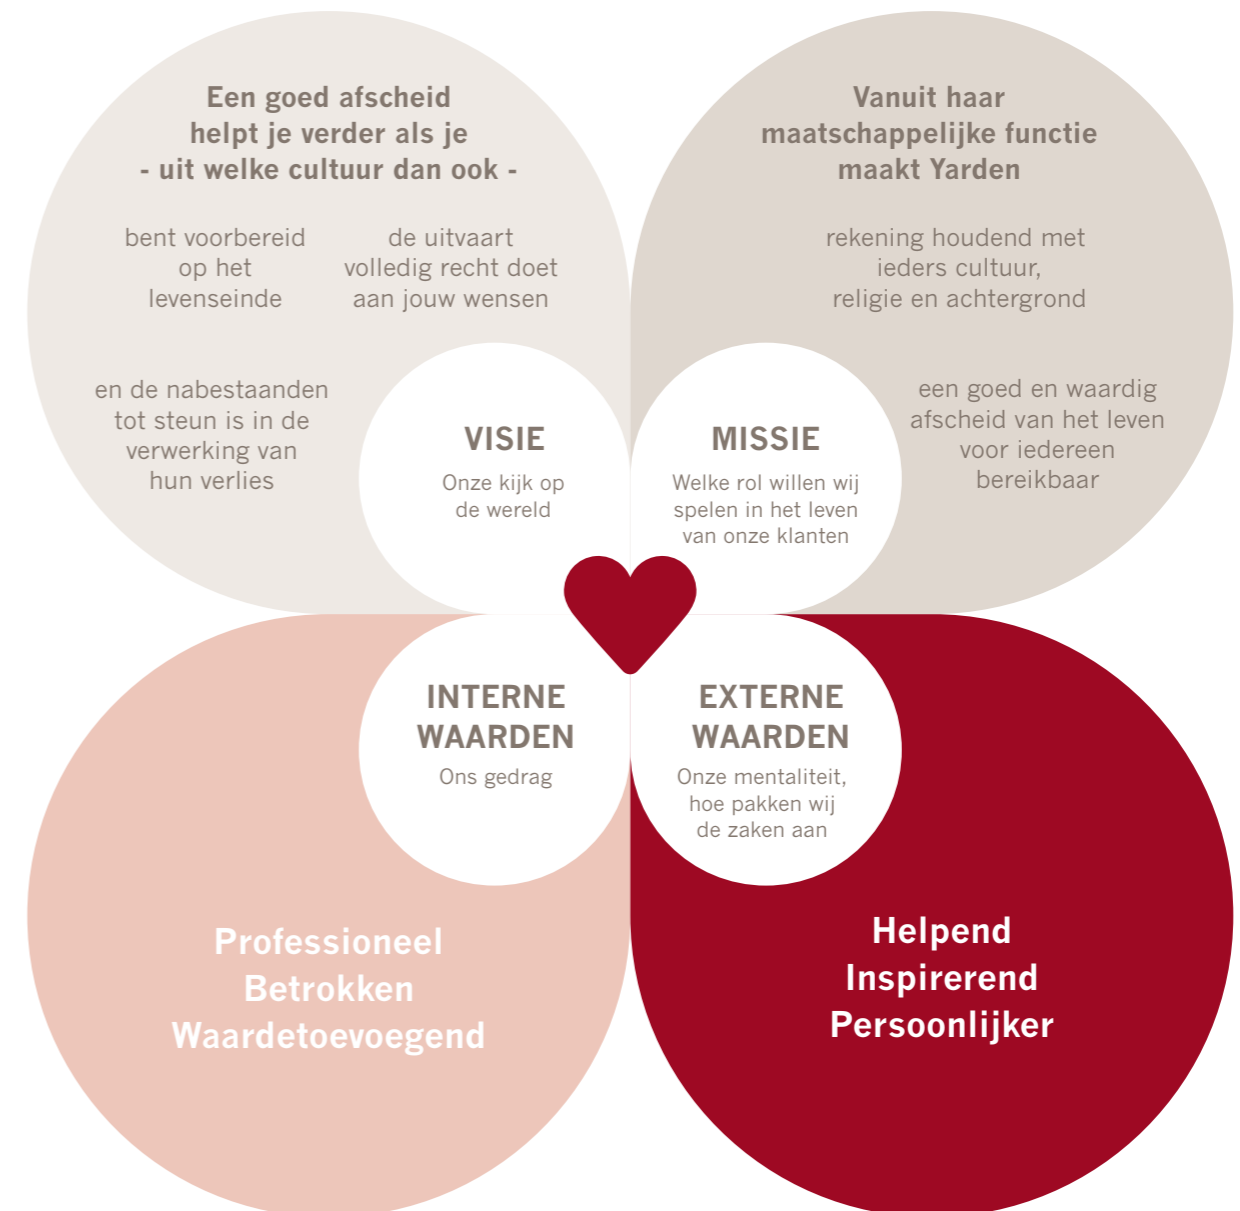 Een goed afscheid
helpt je verder als je
- uit welke cultuur dan ook -
bent voorbereid
op het
levenseinde
de uitvaart
volledig recht doet
aan jouw wensen
en de nabestaanden
tot steun is in de
verwerking van
hun verlies
VISIE
Onze kijk op
de wereld
Vanuit haar
maatschappelijke functie
maakt Yarden
rekening houdend met
ieders cultuur,
religie en achtergrond
een goed en waardig
afscheid van het leven
voor iedereen
bereikbaar
MISSIE
Welke rol willen wij
spelen in het leven
van onze klanten
INTERNE
WAARDEN
Ons gedrag
Professioneel
Betrokken
Waardetoevoegend
EXTERNE
WAARDEN
Onze mentaliteit,
hoe pakken wij
de zaken aan
Helpend
Inspirerend
Persoonlijker